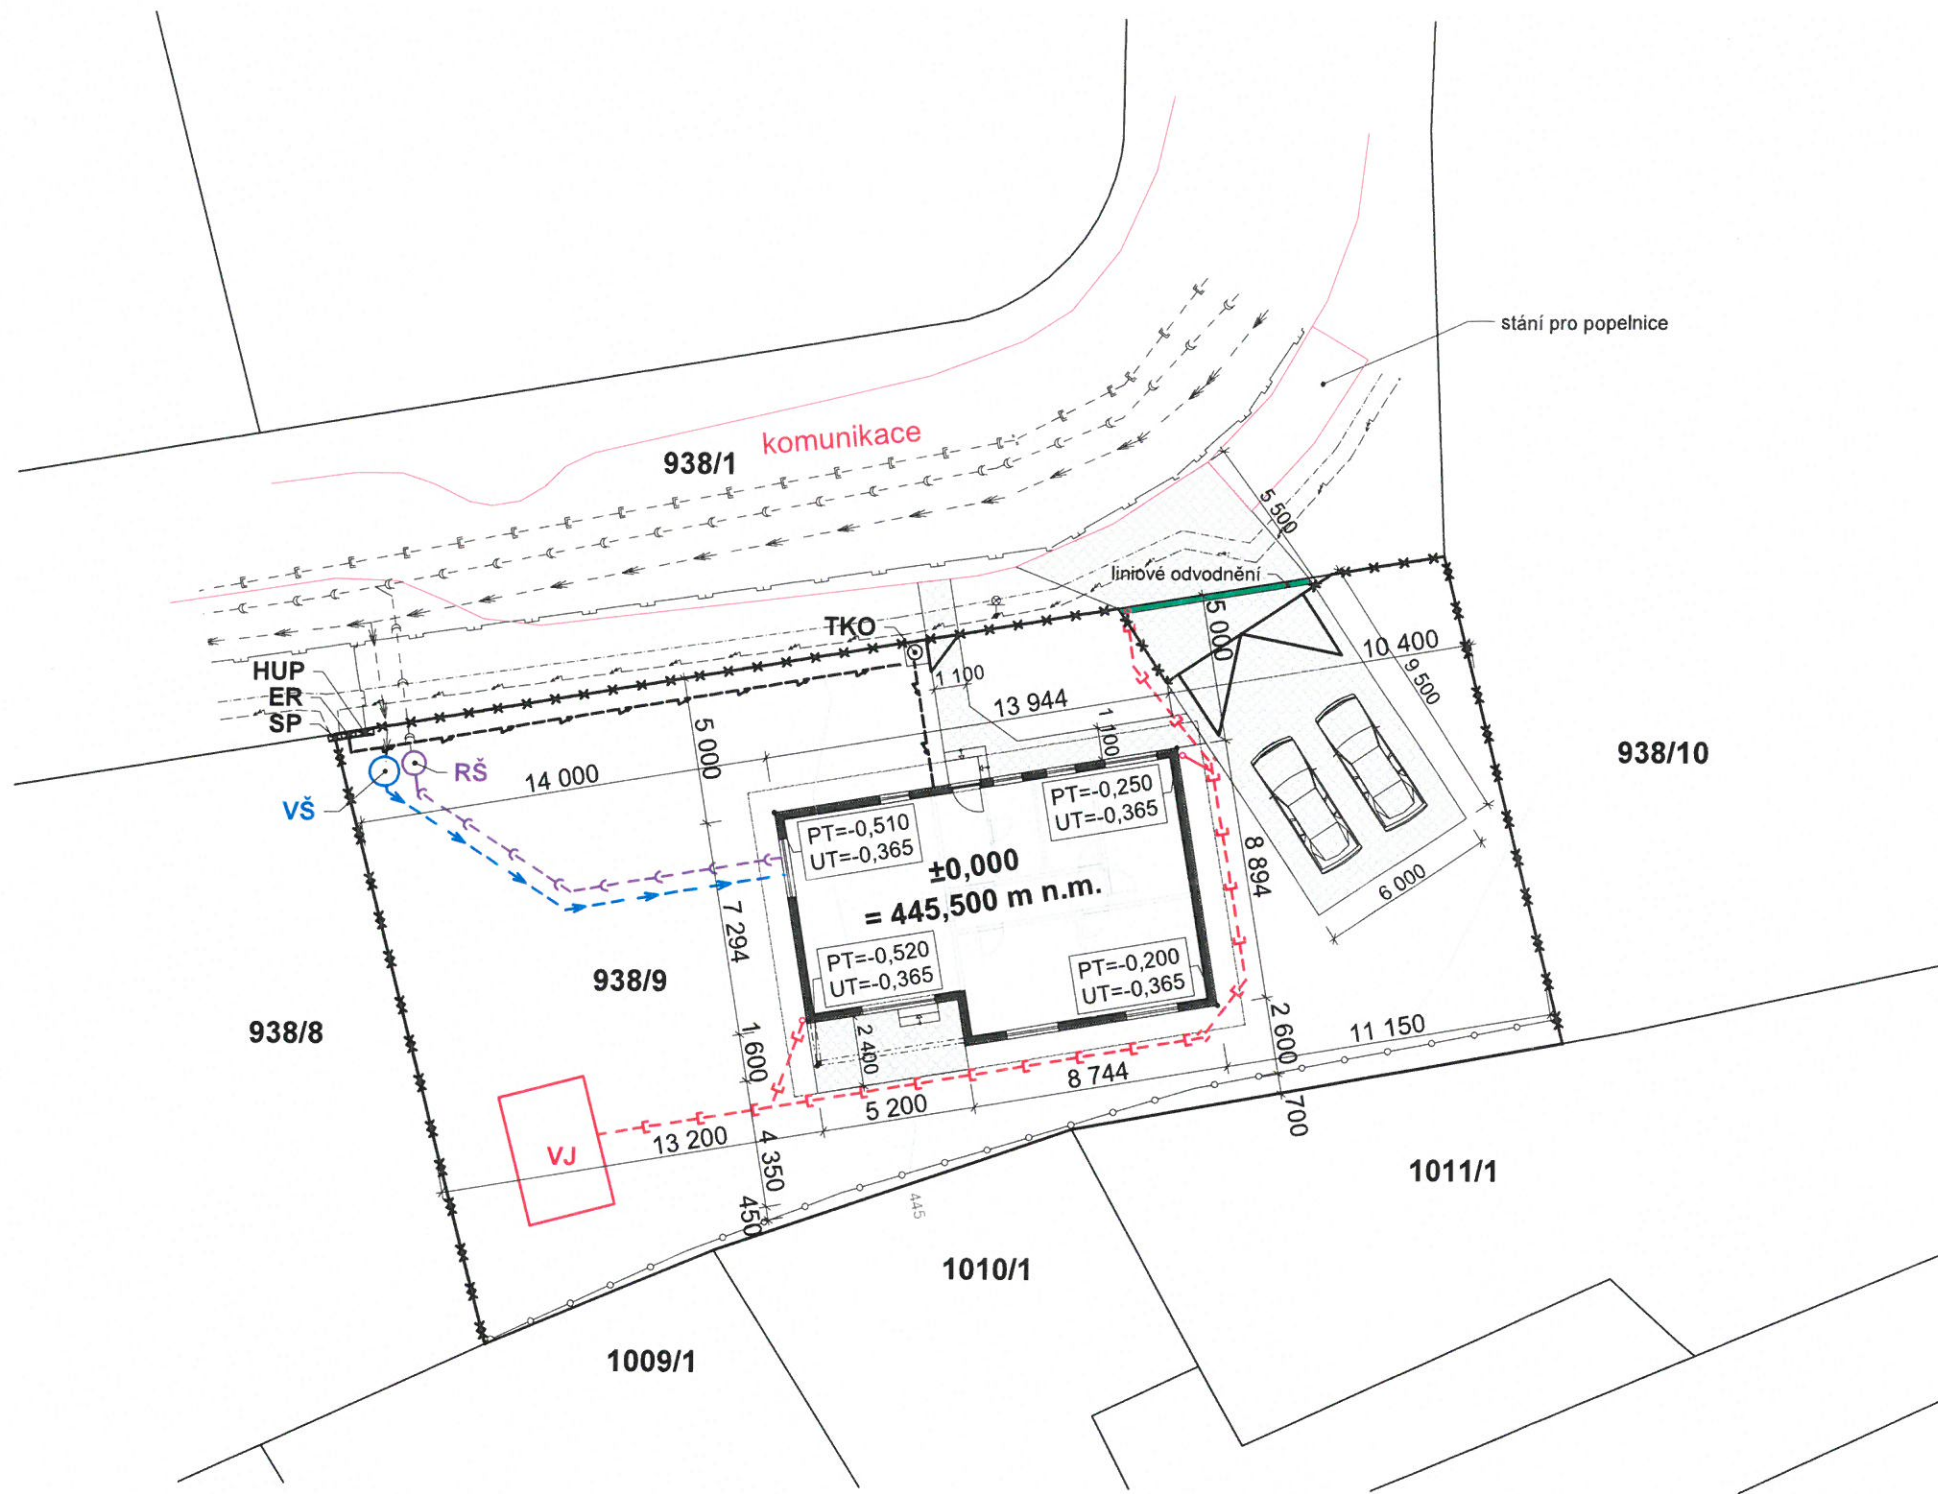 stání pro popelnice
komunikace
938/1
5 500
liniové odvodnění
TKO
5 000
10 400
HUP
ER
SP
1 100
9 500
13 944
1 100
5 000
RŠ
14 000
VŠ
938/10
PT=-0,250
UT=-0,365
PT=-0,510
UT=-0,365
±0,000
= 445,500 m n.m.
8 894
6 000
7 294
PT=-0,520
UT=-0,365
PT=-0,200
UT=-0,365
938/9
938/8
1 600
2 400
2 600
11 150
8 744
5 200
700
13 200
VJ
4 350
450
445
1011/1
1010/1
1009/1